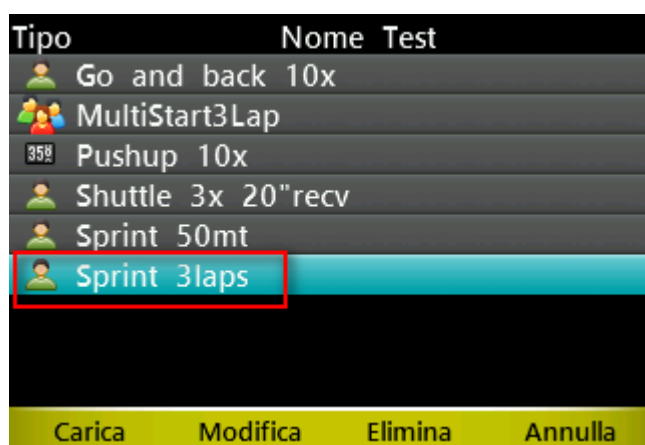 Tipo Nome Test
Go and back 10x
MultiStart3Lap
Pushup 10x
Shuttle 3x 20"recv
Sprint 50mt
Sprint 3laps
Carica Modifica Elimina Annulla